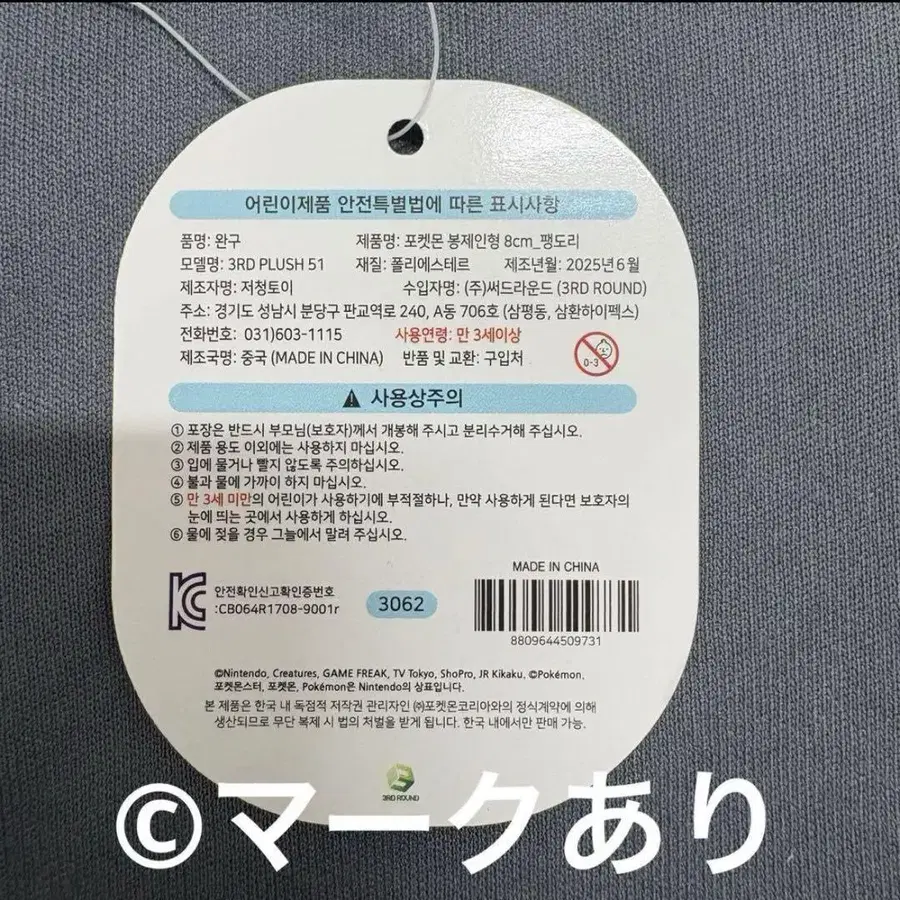 어린이제품 안전특별법에 따른 표시사항
품명: 완구 제품명: 포켓몬 봉제인형 8cm_팽도리
모델명: 3RD PLUSH 51 재질: 폴리에스테르 제조년월: 2025년 6월
제조자명: 저청토이 수입자명: (주)써드라운드 (3RD ROUND)
주소: 경기도 성남시 분당구 판교역로 240, A동 706호 (삼평동, 삼환하이펙스)
전화번호: 031)603-1115 사용연령: 만 3세이상
제조국명: 중국 (MADE IN CHINA) 반품 및 교환: 구입처
0-3
사용상주의
① 포장은 반드시 부모님(보호자)께서 개봉해 주시고 분리수거해 주십시오.
② 제품 용도 이외에는 사용하지 마십시오.
③ 입에 물거나 빨지 않도록 주의하십시오.
④ 불과 물에 가까이 하지 마십시오.
⑤ 만 3세 미만의 어린이가 사용하기에 부적절하나, 만약 사용하게 된다면 보호자의
눈에 띄는 곳에서 사용하게 하십시오.
⑥ 물에 젖을 경우 그늘에서 말려 주십시오.
MADE IN CHINA
KC 안전확인신고확인증번호
:CB064R1708-9001r
3062
8809644509731
©Nintendo, Creatures, GAME FREAK, TV Tokyo, ShoPro, JR Kikaku. ©Pokémon.
포켓몬스터, 포켓몬, Pokémon은 Nintendo의 상표입니다.
본 제품은 한국 내 독점적 저작권 관리자인 ㈜포켓몬코리아와의 정식계약에 의해
생산되므로 무단 복제 시 법의 처벌을 받게 됩니다. 한국 내에서만 판매 가능.
3RD ROUND
©マークあり